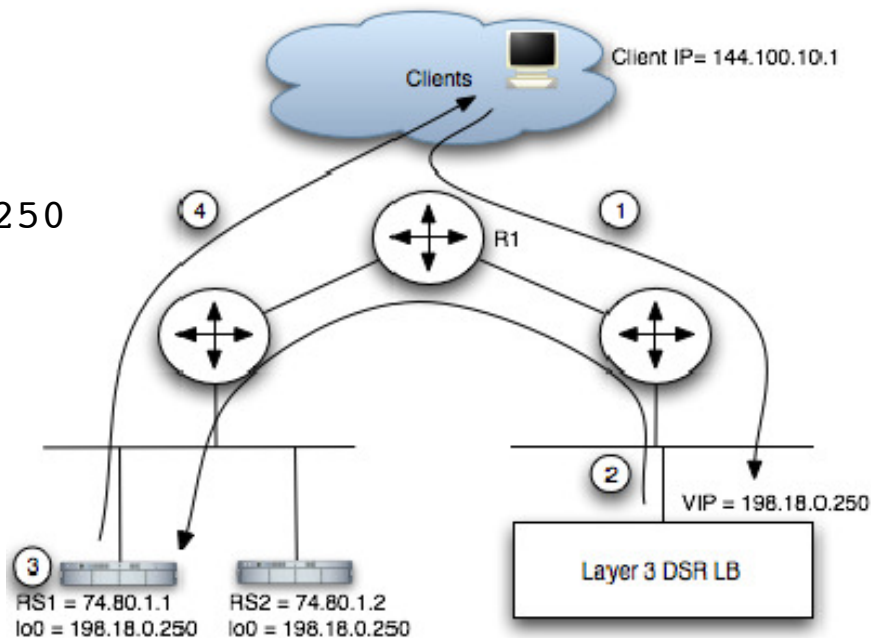 Client IP= 144.100.10.1
Clients
250
4
1
R1
2
VIP = 198.18.0.250
3
Layer 3 DSR LB
RS1 = 74.80.1.1
lo0 = 198.18.0.250
RS2 = 74.80.1.2
lo0 = 198.18.0.250